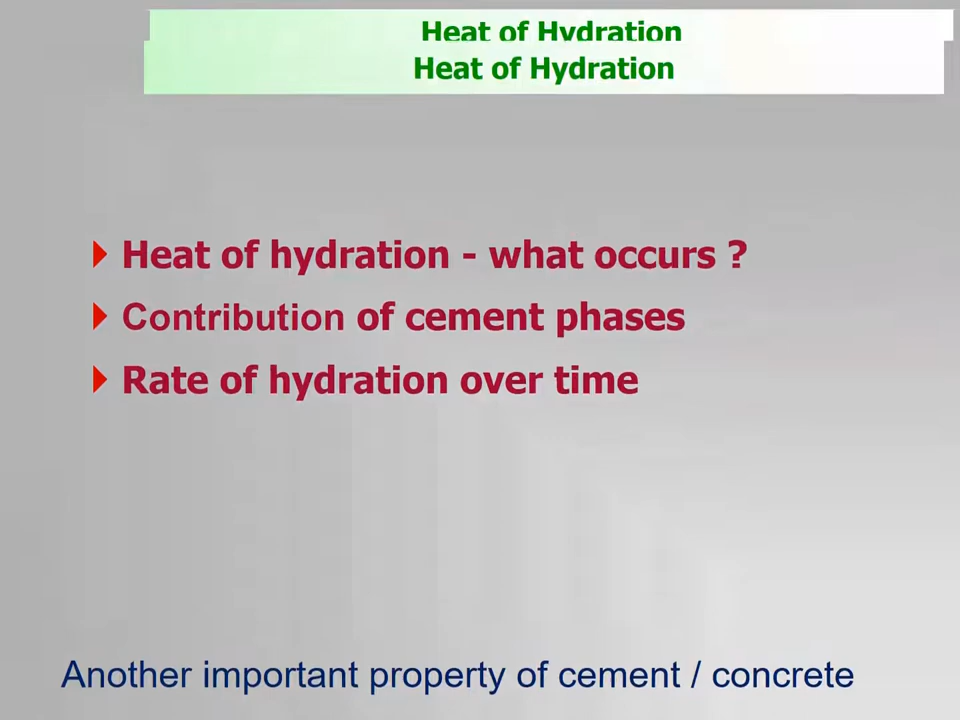 Heat of Hydration
Heat of Hydration
Heat of hydration - what occurs ?
Contribution of cement phases
Rate of hydration over time
Another important property of cement / concrete